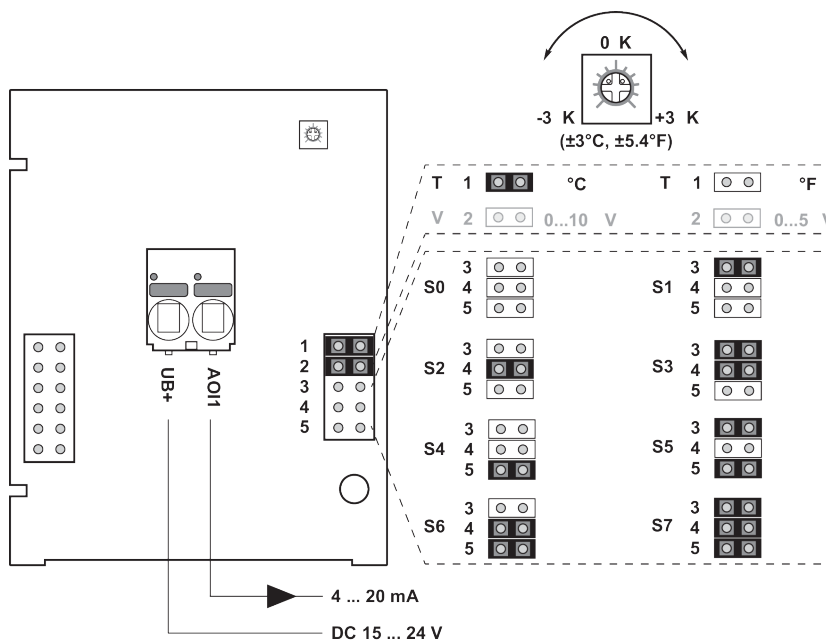 0 K
-3 K
+3 K
(±3°C, ±5.4°F)
T 1 °C
T 1 °F
V 2 0...10 V
2 0...5 V
S0 3 4 5
S1 3 4 5
S2 3 4 5
S3 3 4 5
S4 3 4 5
S5 3 4 5
S6 3 4 5
S7 3 4 5
1
2
3
4
5
UB+
AOI1
4 ... 20 mA
DC 15 ... 24 V